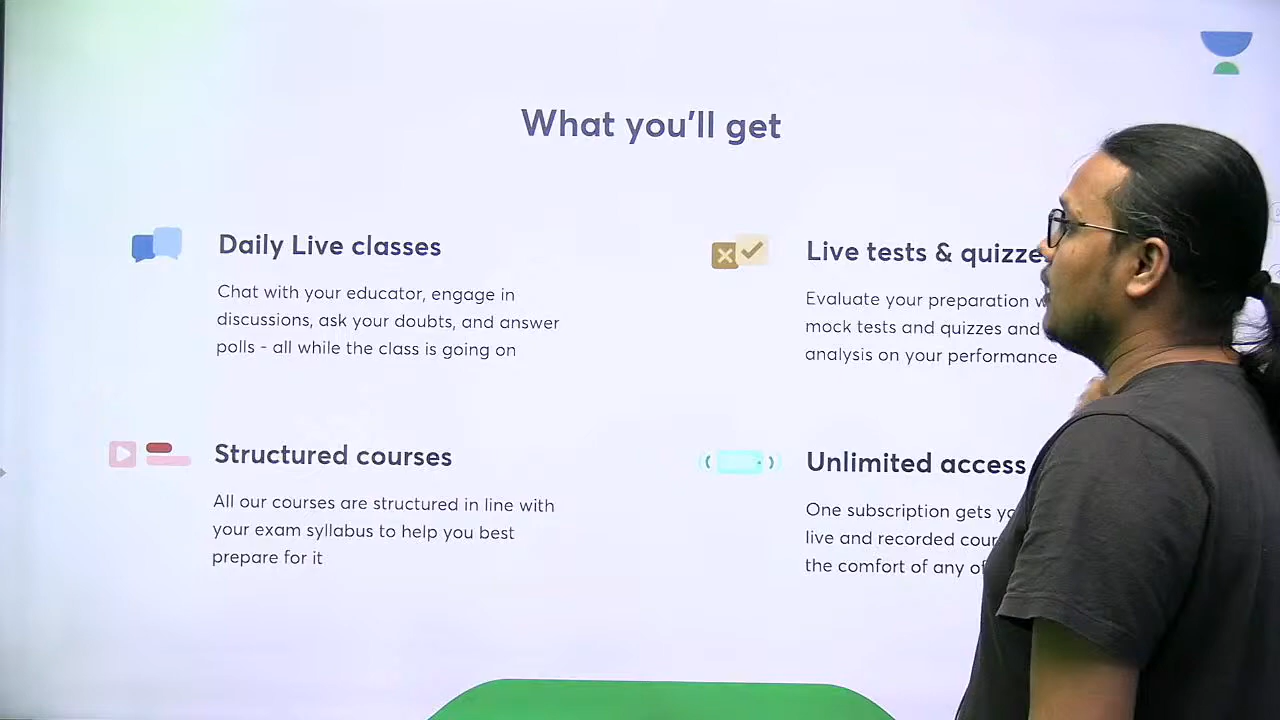 What you'll get
Daily Live classes
Chat with your educator, engage in
discussions, ask your doubts, and answer
polls - all while the class is going on
Live tests & quizze
Evaluate your preparation
mock tests and quizzes and
analysis on your performance
Structured courses
All our courses are structured in line with
your exam syllabus to help you best
prepare for it
Unlimited access
One subscription gets
live and recorded
the comfort of any